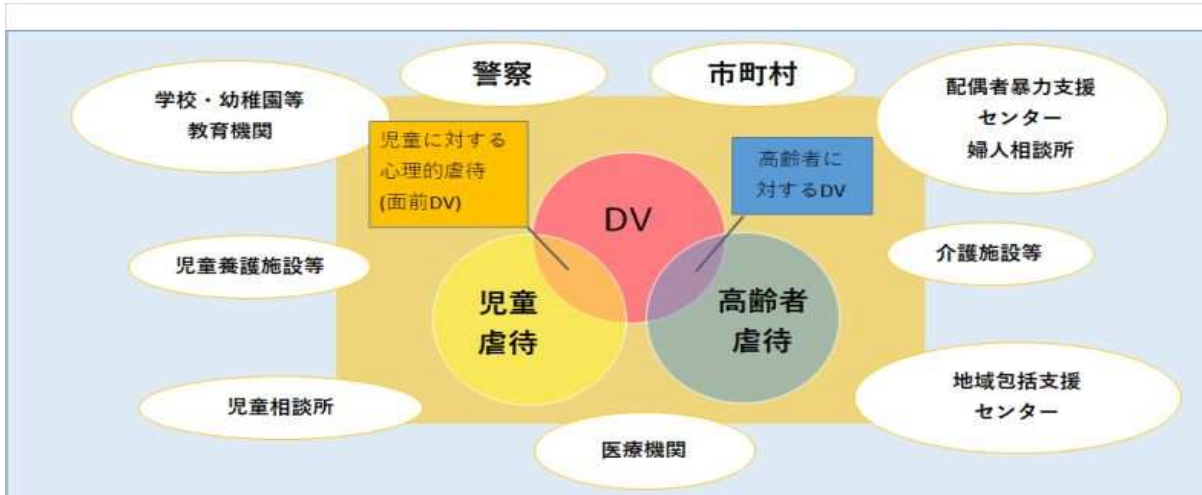 警察
市町村
学校・幼稚園等
教育機関
配偶者暴力支援
センター
婦人相談所
児童に対する
心理的虐待
(面前DV)
高齢者に
対するDV
DV
児童養護施設等
介護施設等
児童
虐待
高齢者
虐待
児童相談所
地域包括支援
センター
医療機関